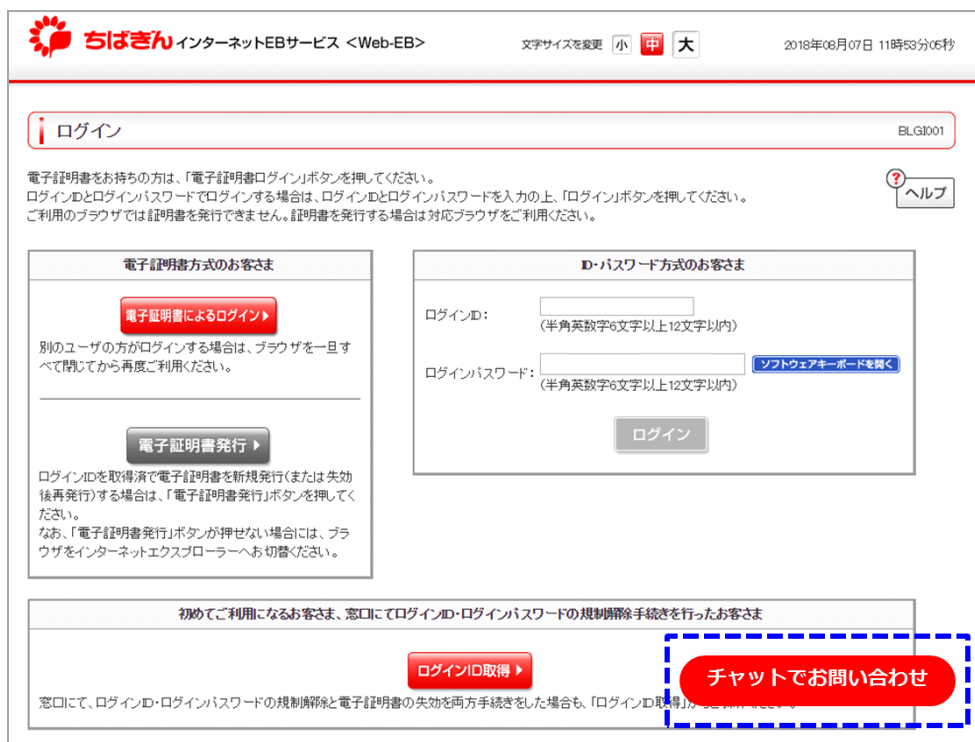 ちばぎん インターネットEBサービス <Web-EB>
文字サイズを変更 小 中 大
2018年08月07日 11時53分05秒
ログイン
BLGI001
電子証明書をお持ちの方は、「電子証明書ログイン」ボタンを押してください。
ログインIDとログインパスワードでログインする場合は、ログインIDとログインパスワードを入力の上、「ログイン」ボタンを押してください。
ご利用のブラウザでは証明書を発行できません。証明書を発行する場合は対応ブラウザをご利用ください。
? ヘルプ
電子証明書方式のお客さま
電子証明書によるログイン
別のユーザの方がログインする場合は、ブラウザを一旦す
べて閉じてから再度ご利用ください。
電子証明書発行
ログインIDを取得済で電子証明書を新規発行(または失効
後再発行)する場合は、「電子証明書発行」ボタンを押してく
ださい。
なお、「電子証明書発行」ボタンが押せない場合には、ブラ
ウザをインターネットエクスプローラーへお切替ください。
ID・パスワード方式のお客さま
ログインID:
(半角英数字6文字以上12文字以内)
ログインパスワード:
ソフトウェアキーボードを開く
(半角英数字6文字以上12文字以内)
ログイン
初めてご利用になるお客さま、窓口にてログインID・ログインパスワードの規制解除手続きを行ったお客さま
ログインID取得
窓口にて、ログインID・ログインパスワードの規制解除と電子証明書の失効を両方手続きをした場合も、「ログインID取得」か
チャットでお問い合わせ